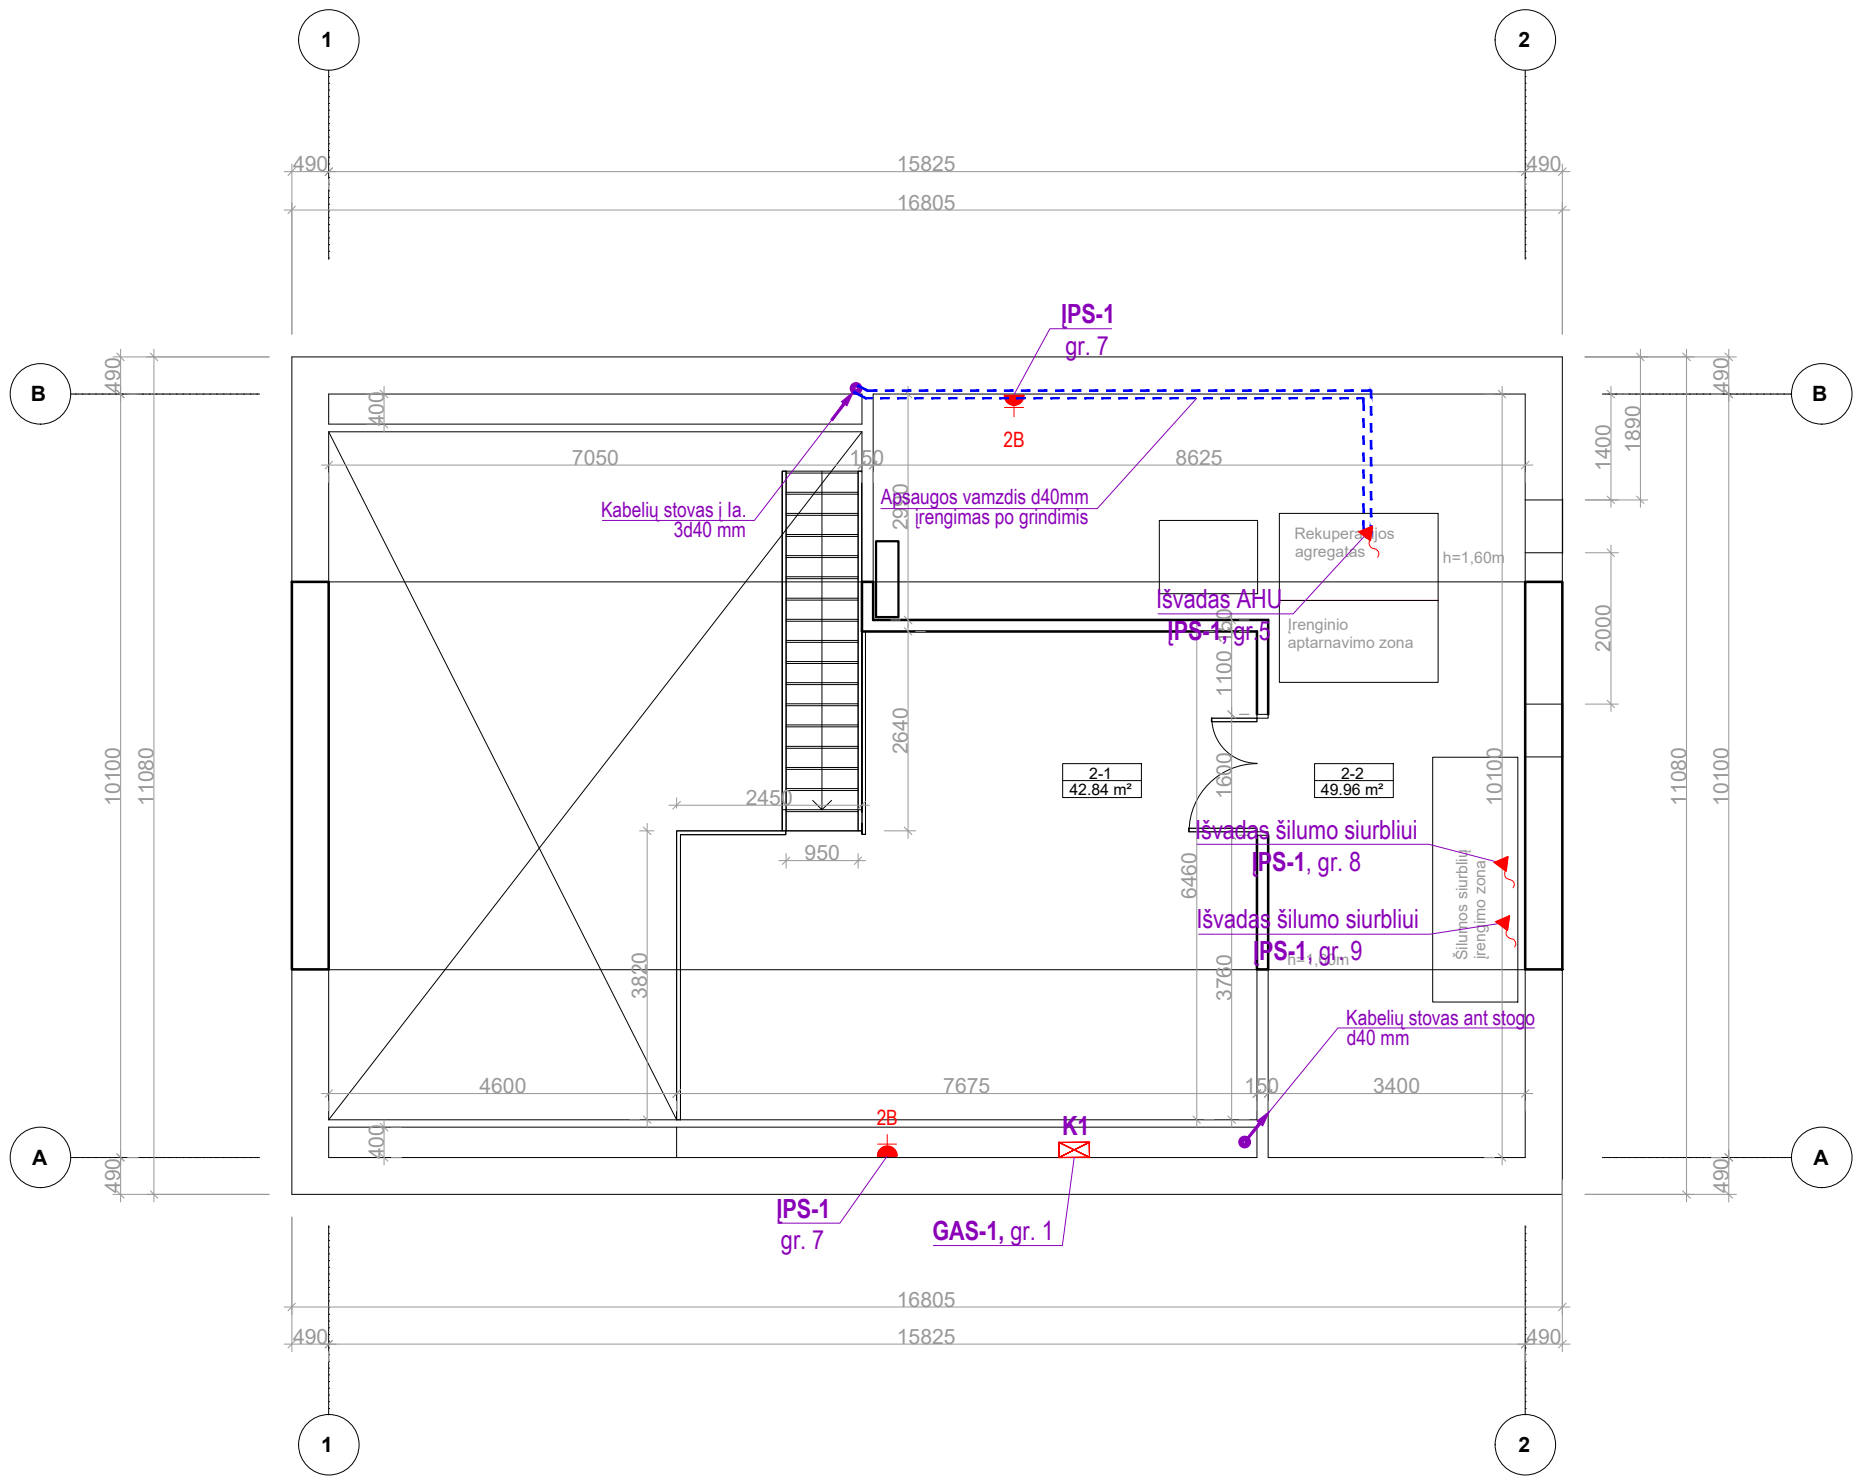 1
2
490
15825
490
16805
ĮPS-1
gr. 7
490
490
B
B
400
2B
1400
1890
7050
150
8625
2990
Kabelių stovas į Ia.
3d40 mm
Apsaugos vamzdis d40mm
įrengimas po grindimis
Rekuperacijos
agregatas
h=1,60m
Išvadas AHU
ĮPS-1, gr.5
Įrenginio
aptarnavimo zona
2000
1100
2640
10100
11080
2-1
42.84 m²
2-2
49.96 m²
1600
10100
11080
10100
2450
950
Išvadas šilumo siurbliui
ĮPS-1, gr. 8
6460
Šilumos siurblių
įrengimo zona
Išvadas šilumo siurbliui
ĮPS-1, gr. 9
3820
3760
Kabelių stovas ant stogo
d40 mm
4600
7675
150
3400
2B
K1
400
A
A
490
490
ĮPS-1
gr. 7
GAS-1, gr. 1
16805
490
15825
490
1
2